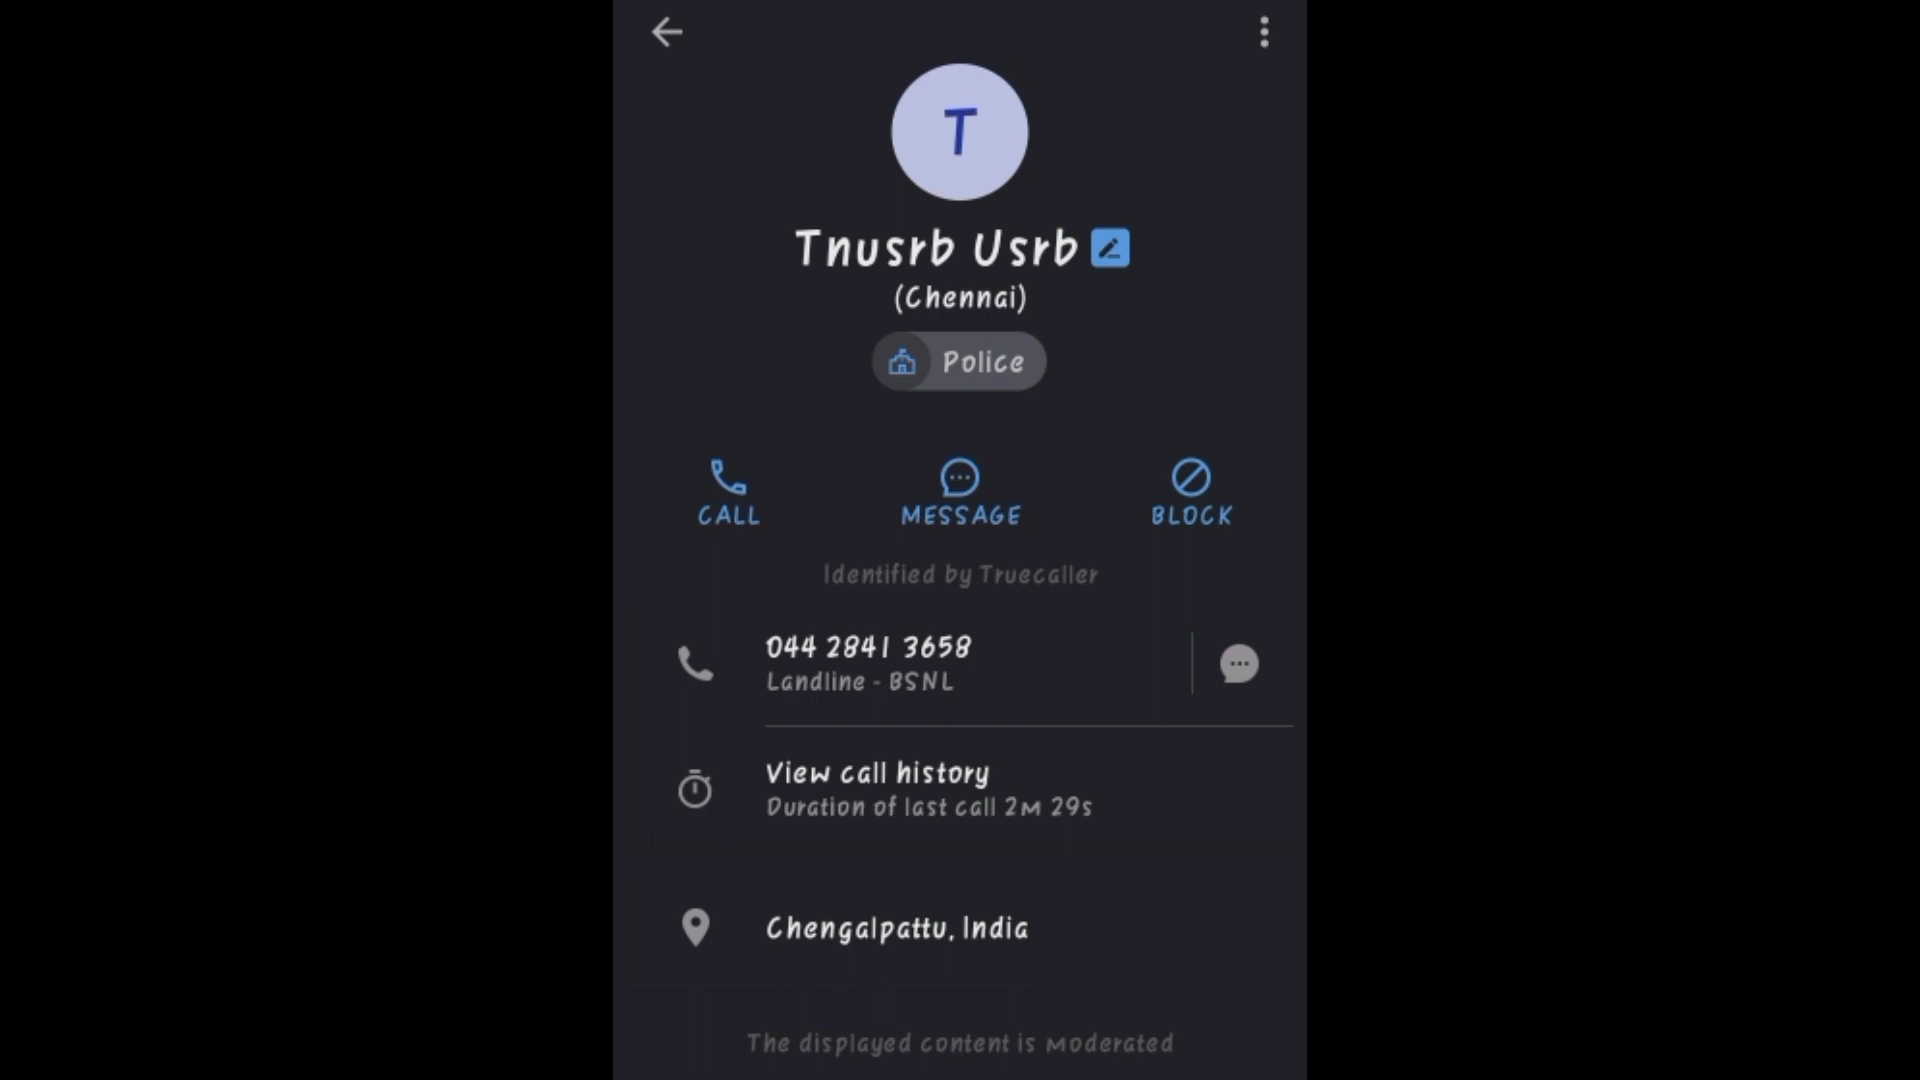 T
Tnusrb Usrb
(Chennai)
Police
CALL
MESSAGE
BLOCK
Identified by Truecaller
044 2841 3658
Landline - BSNL
View call history
Duration of last call 2m 29s
Chengalpattu, India
The displayed content is moderated